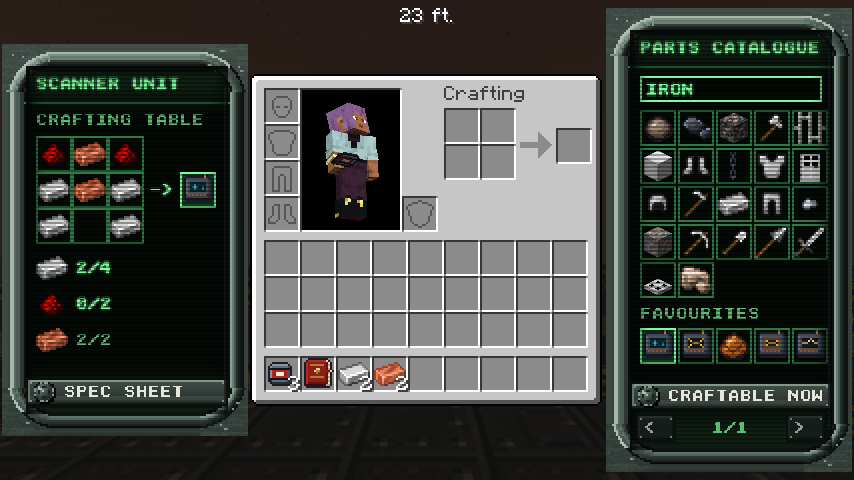 23 ft.
SCANNER UNIT
CRAFTING TABLE
2/4
0/2
2/2
SPEC SHEET
Crafting
3
2
2
PARTS CATALOGUE
IRON
FAVOURITES
CRAFTABLE NOW
< 1/1 >